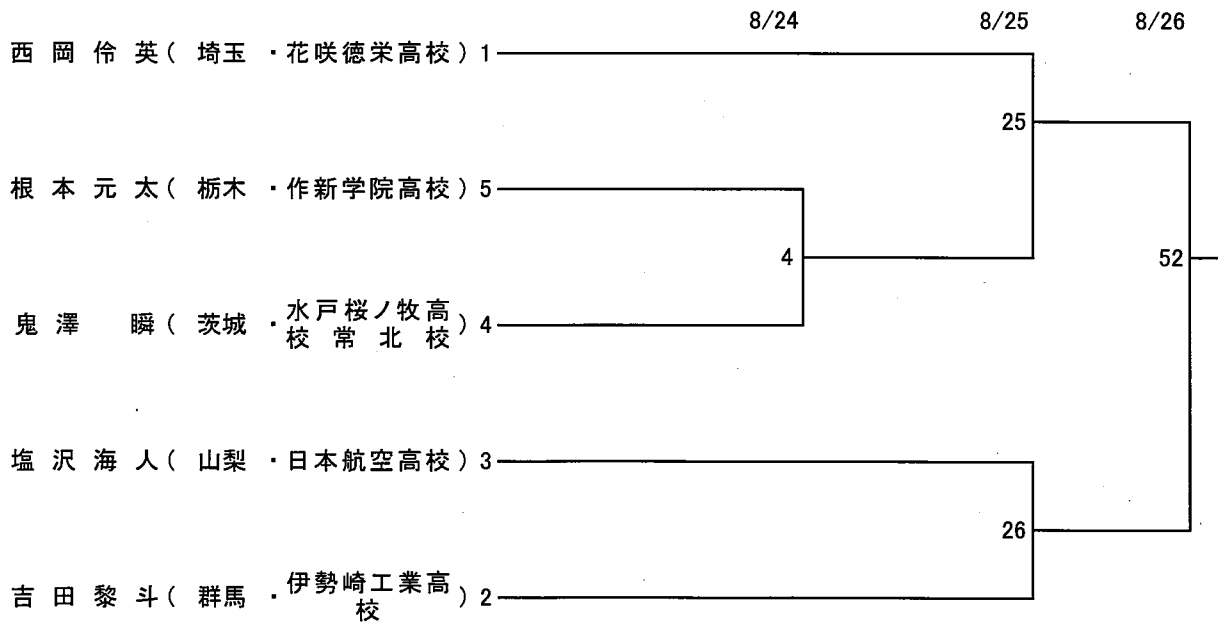 8/24 8/25 8/26
西岡伶英( 埼玉 ・花咲徳栄高校) 1
25
根本元太( 栃木 ・作新学院高校) 5
4 52
鬼澤 瞬( 茨城 ・水戸桜ノ牧高
校常北校) 4
塩沢海人( 山梨 ・日本航空高校) 3
26
吉田黎斗( 群馬 ・伊勢崎工業高
校) 2